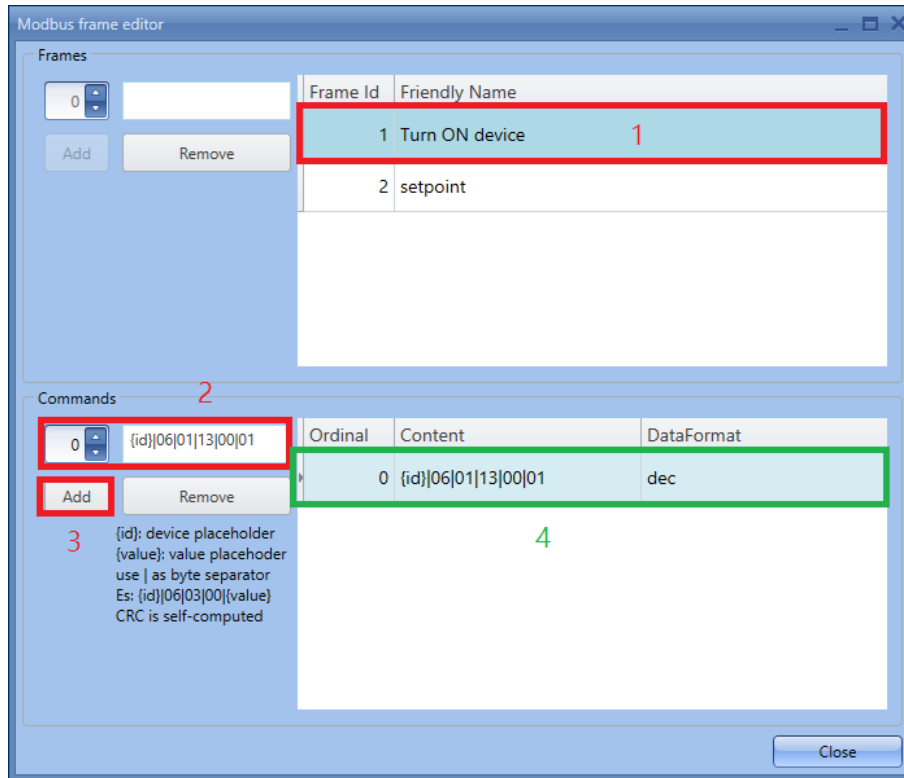 Modbus frame editor
Frames
0
Add Remove
Frame Id Friendly Name
1 Turn ON device 1
2 setpoint
Commands
2
0 {id}|06|01|13|00|01
Add Remove
3
{id}: device placeholder
{value}: value placehoder
use | as byte separator
Es: {id}|06|03|00|{value}
CRC is self-computed
Ordinal Content DataFormat
0 {id}|06|01|13|00|01 dec
4
Close